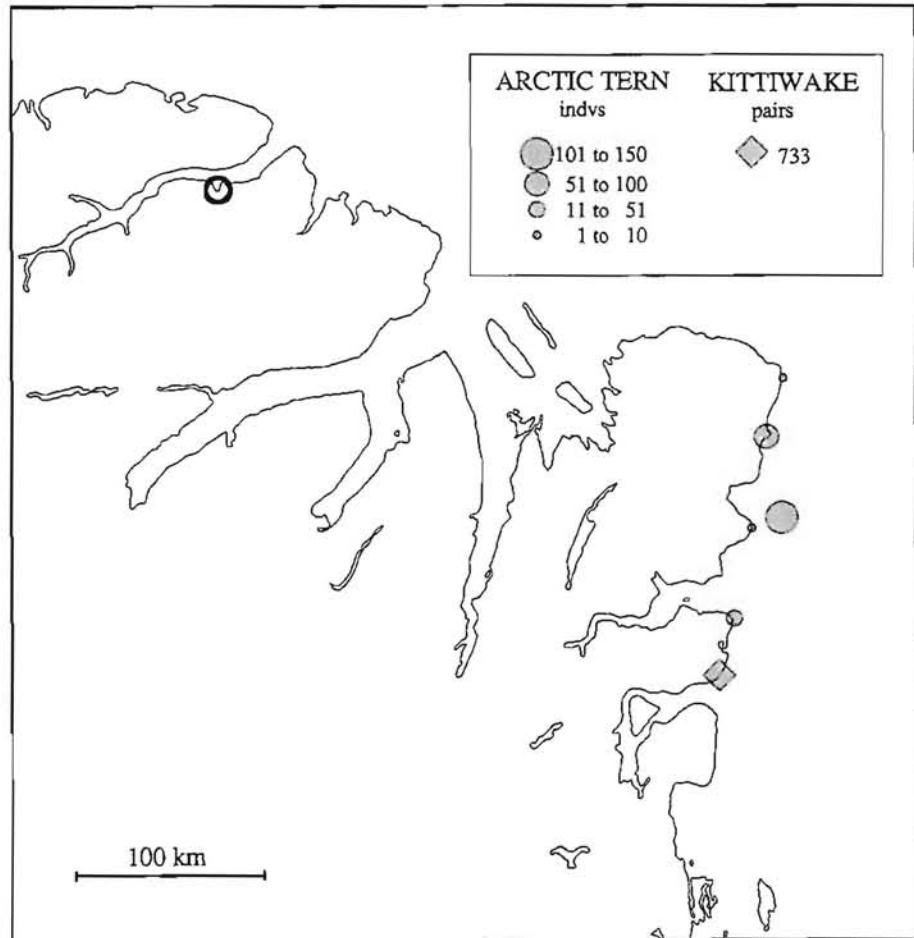 ARCTIC TERN KITTIWAKE
indvs pairs
101 to 150 733
51 to 100
11 to 51
1 to 10
100 km